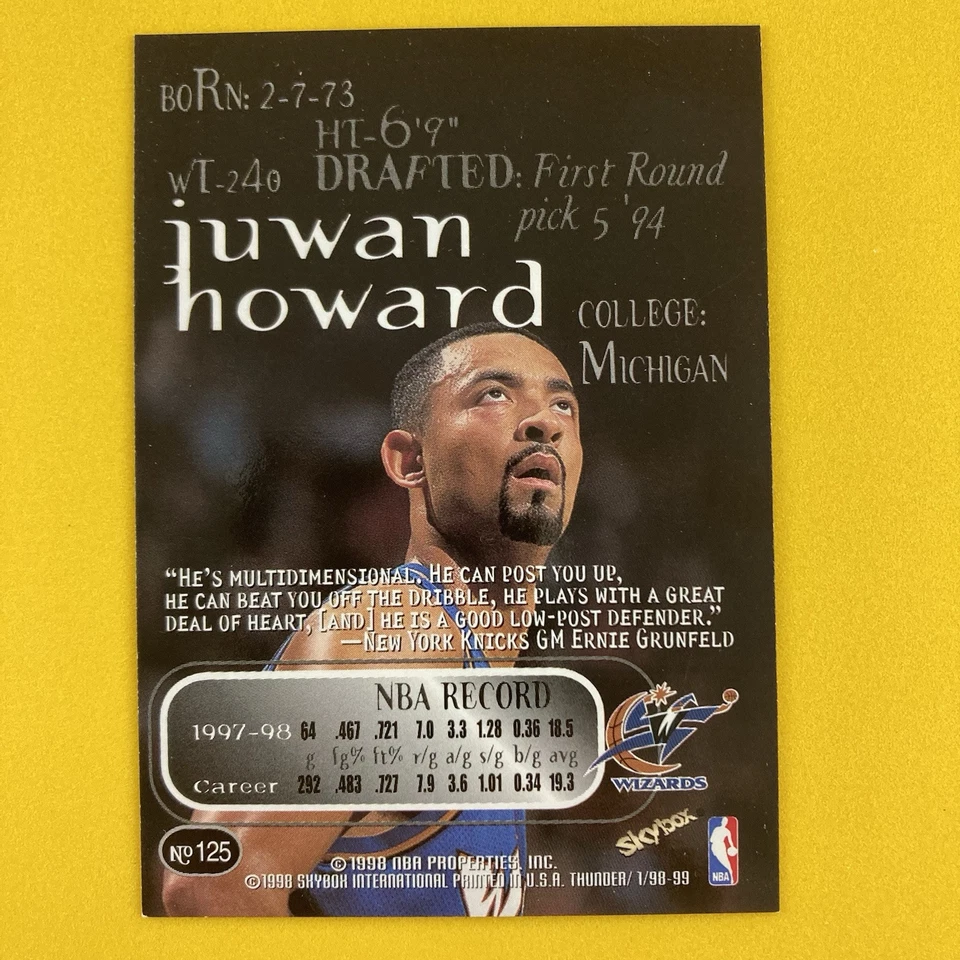 BORN: 2-7-73
HT-6'9"
WT-240 DRAFTED: First Round
pick 5 '94
juwan
howard
COLLEGE:
MICHIGAN
“HE'S MULTIDIMENSIONAL. HE CAN POST YOU UP,
HE CAN BEAT YOU OFF THE DRIBBLE, HE PLAYS WITH A GREAT
DEAL OF HEART, [AND] HE IS A GOOD LOW-POST DEFENDER.”
—NEW YORK KNICKS GM ERNIE GRUNFELD
NBA RECORD
1997-98 64 .467 .721 7.0 3.3 1.28 0.36 18.5
g fg% ft% r/g a/g s/g b/g avg
Career 292 .483 .727 7.9 3.6 1.01 0.34 19.3
WIZARDS
Skybox
NBA
No 125
©1998 NBA PROPERTIES, INC.
©1998 SKYBOX INTERNATIONAL PRINTED IN U.S.A. THUNDER/ 1/98-99